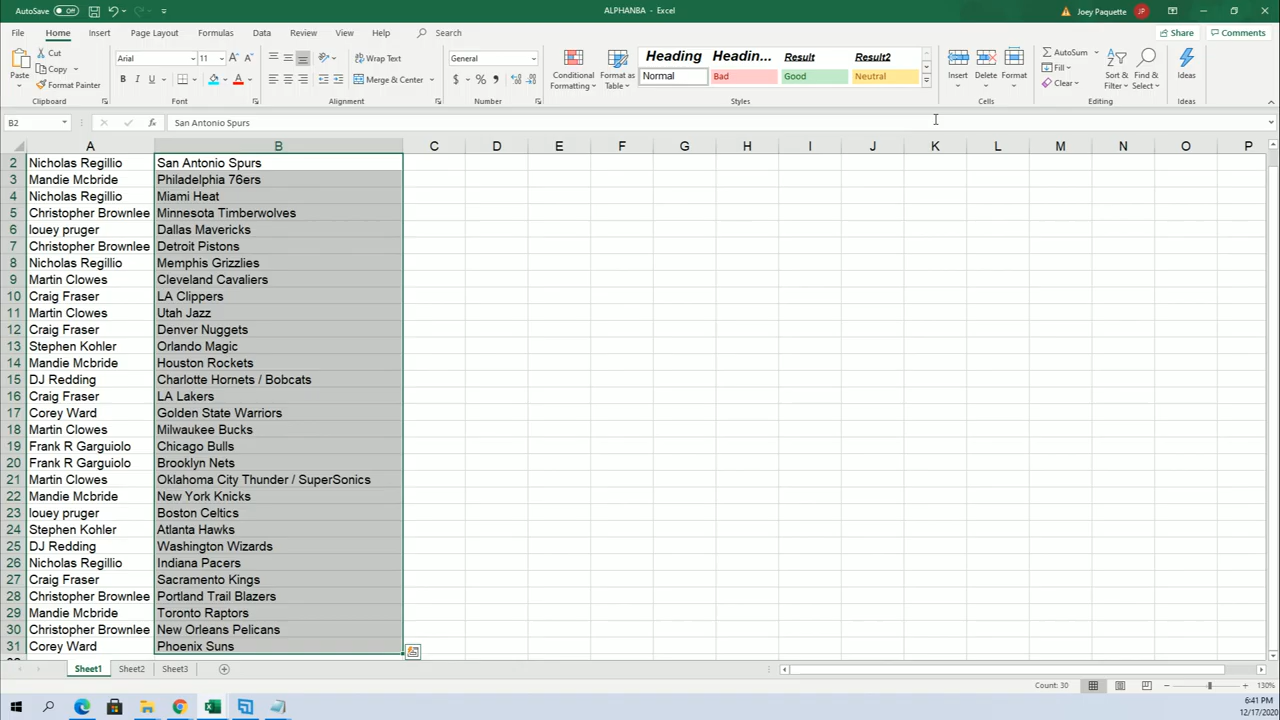 AutoSave Off
ALPHANBA - Excel
Joey Paquette JP
File Home Insert Page Layout Formulas Data Review View Help Search Share Comments
Paste Cut Copy Format Painter Clipboard
Arial 11 B I U A Font
Wrap Text Merge & Center Alignment
General $ % Number
Conditional Formatting Format as Table
Heading Headin... Result Result2
Normal Bad Good Neutral
Styles
Insert Delete Format Cells
AutoSum Fill Clear Sort & Filter Find & Select Editing
Ideas Ideas
B2 fx San Antonio Spurs
A B C D E F G H I J K L M N O P
2 Nicholas Regillio San Antonio Spurs
3 Mandie Mcbride Philadelphia 76ers
4 Nicholas Regillio Miami Heat
5 Christopher Brownlee Minnesota Timberwolves
6 louey pruger Dallas Mavericks
7 Christopher Brownlee Detroit Pistons
8 Nicholas Regillio Memphis Grizzlies
9 Martin Clowes Cleveland Cavaliers
10 Craig Fraser LA Clippers
11 Martin Clowes Utah Jazz
12 Craig Fraser Denver Nuggets
13 Stephen Kohler Orlando Magic
14 Mandie Mcbride Houston Rockets
15 DJ Redding Charlotte Hornets / Bobcats
16 Craig Fraser LA Lakers
17 Corey Ward Golden State Warriors
18 Martin Clowes Milwaukee Bucks
19 Frank R Garguiolo Chicago Bulls
20 Frank R Garguiolo Brooklyn Nets
21 Martin Clowes Oklahoma City Thunder / SuperSonics
22 Mandie Mcbride New York Knicks
23 louey pruger Boston Celtics
24 Stephen Kohler Atlanta Hawks
25 DJ Redding Washington Wizards
26 Nicholas Regillio Indiana Pacers
27 Craig Fraser Sacramento Kings
28 Christopher Brownlee Portland Trail Blazers
29 Mandie Mcbride Toronto Raptors
30 Christopher Brownlee New Orleans Pelicans
31 Corey Ward Phoenix Suns
Sheet1 Sheet2 Sheet3
Count: 30 130%
6:41 PM
12/17/2020